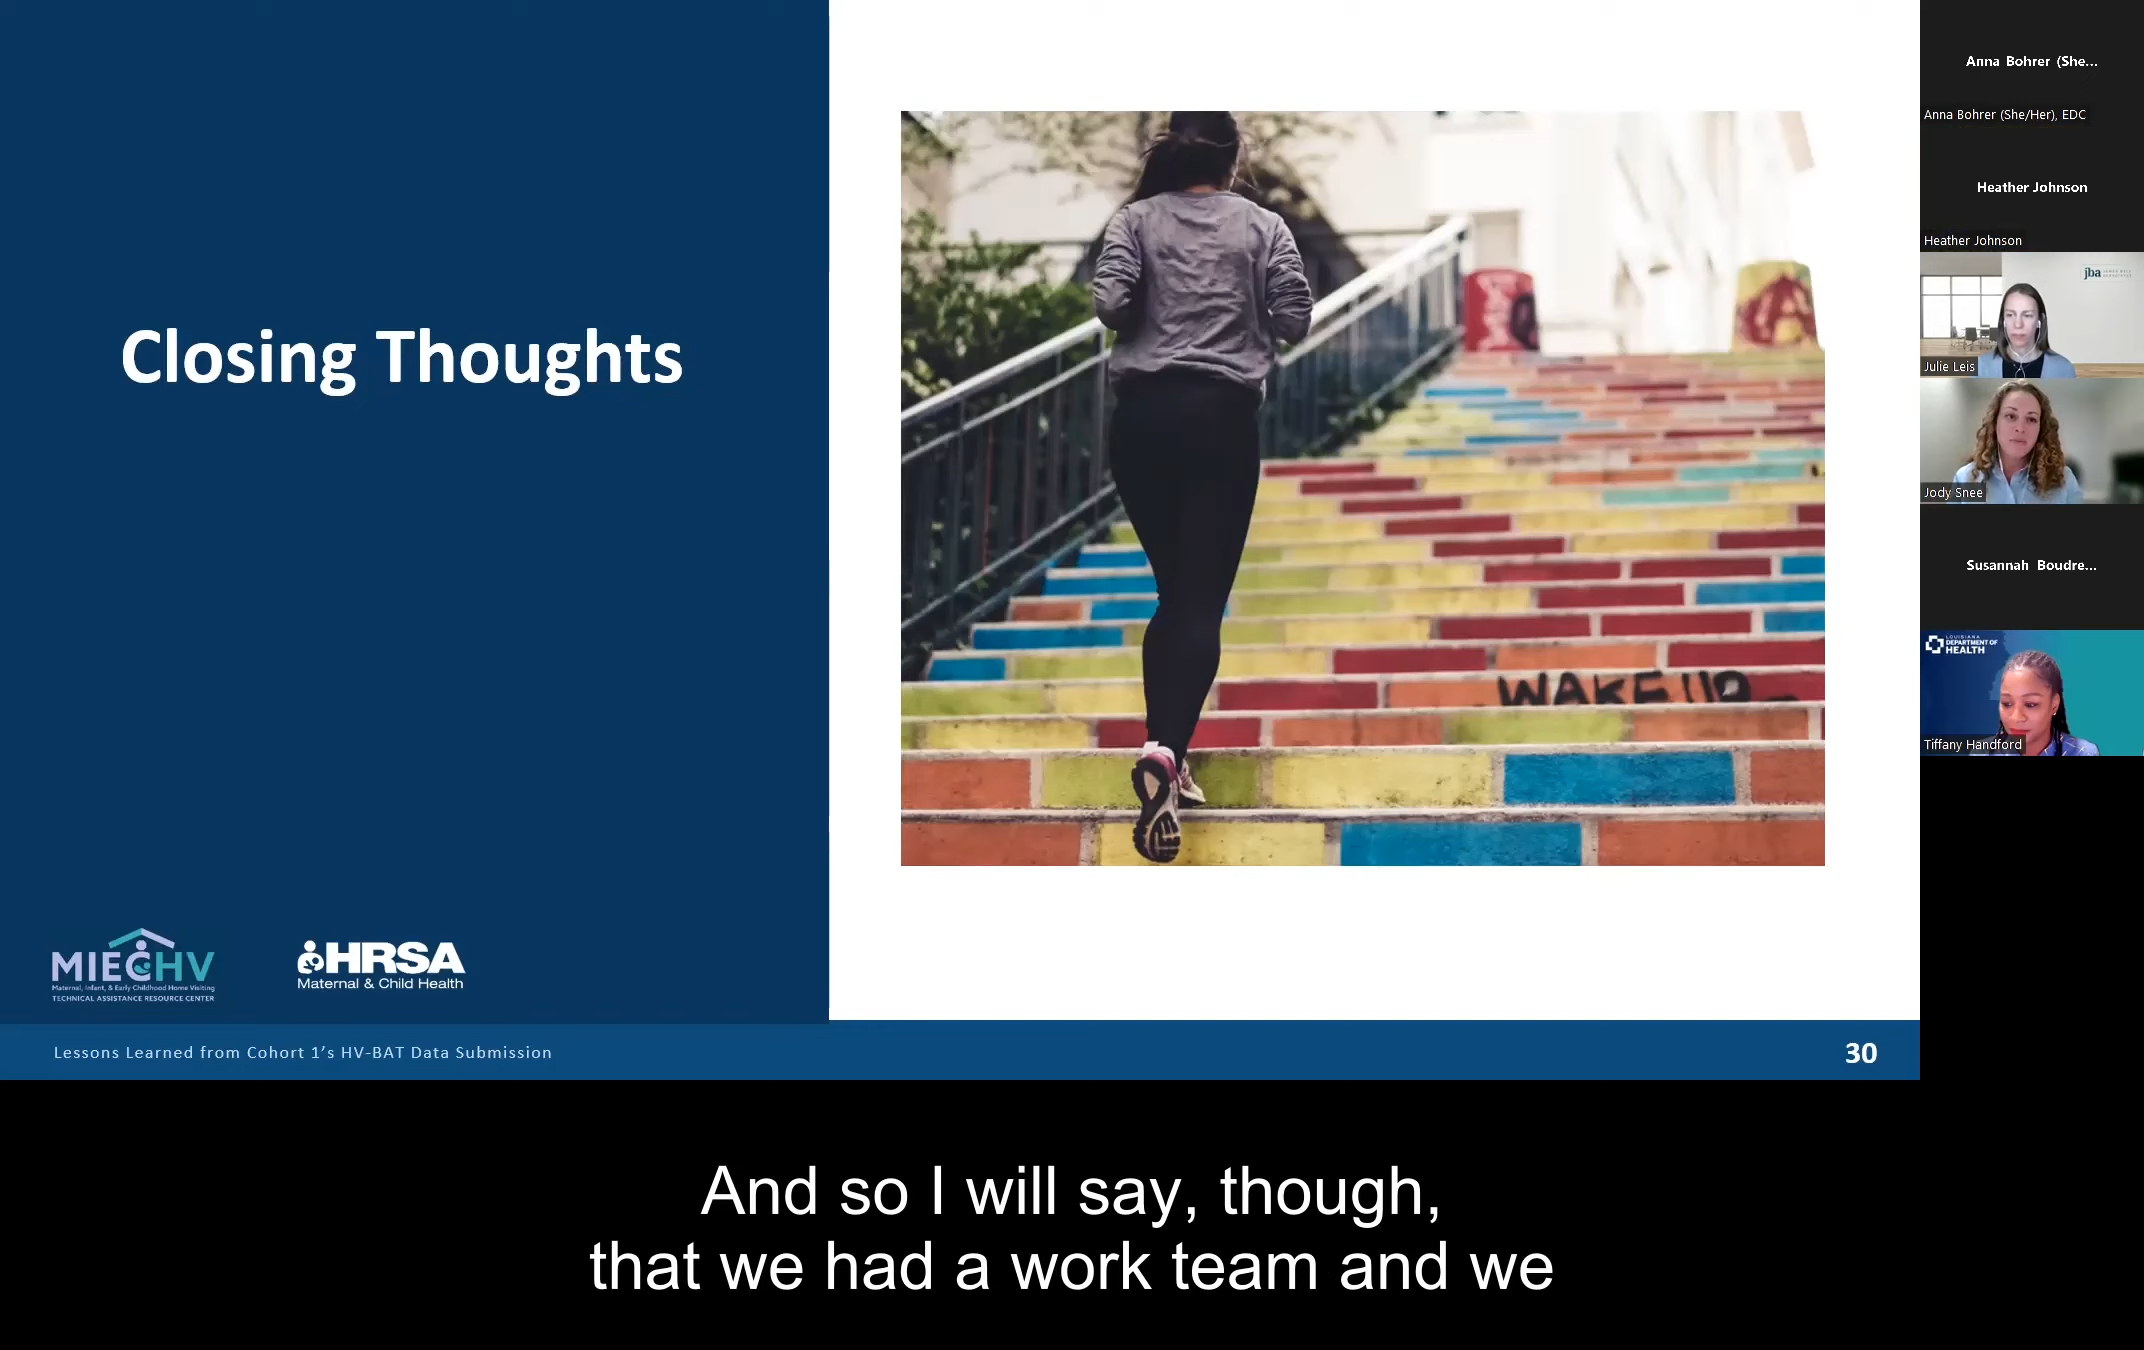 Closing Thoughts
WAKE UP
MIECHV
Maternal, Infant, & Early Childhood Home Visiting
TECHNICAL ASSISTANCE RESOURCE CENTER
HRSA
Maternal & Child Health
Lessons Learned from Cohort 1’s HV-BAT Data Submission
30
Anna Bohrer (She...
Anna Bohrer (She/Her), EDC
Heather Johnson
Heather Johnson
jba
Julie Leis
Jody Snee
Susannah Boudre...
LOUISIANA
DEPARTMENT OF
HEALTH
Tiffany Handford
And so I will say, though,
that we had a work team and we